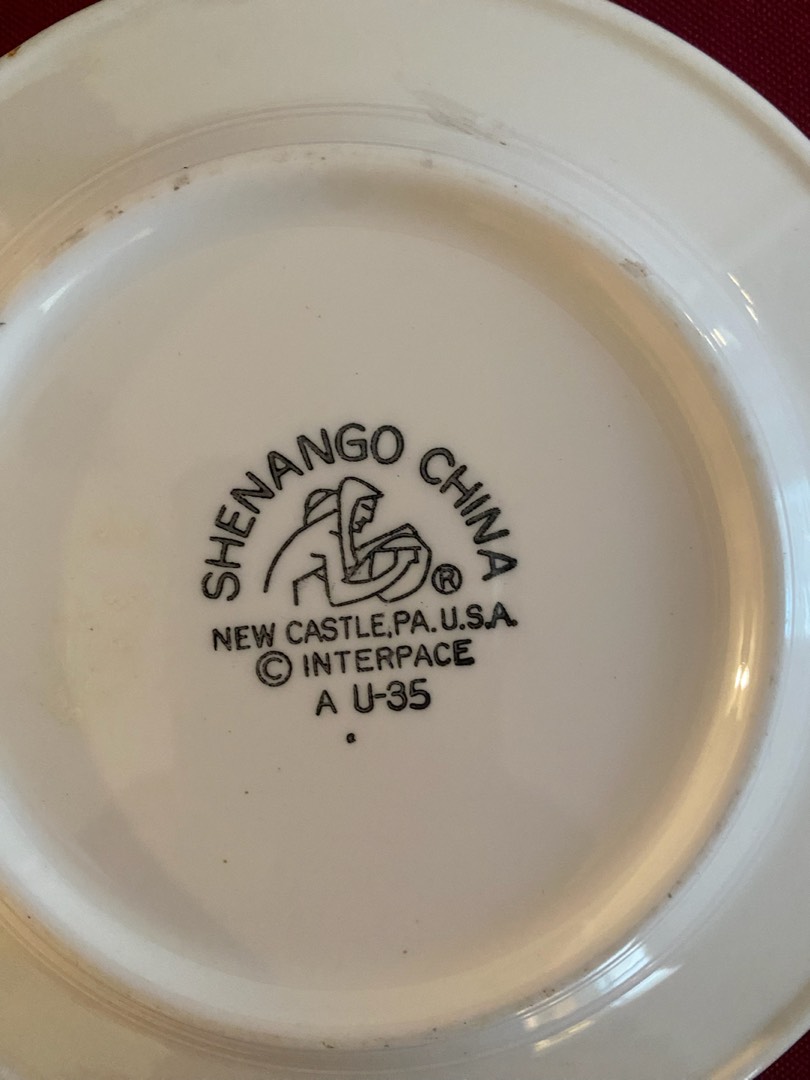 SHENANGO CHINA
®
NEW CASTLE, PA. U.S.A.
© INTERPACE
A U-35